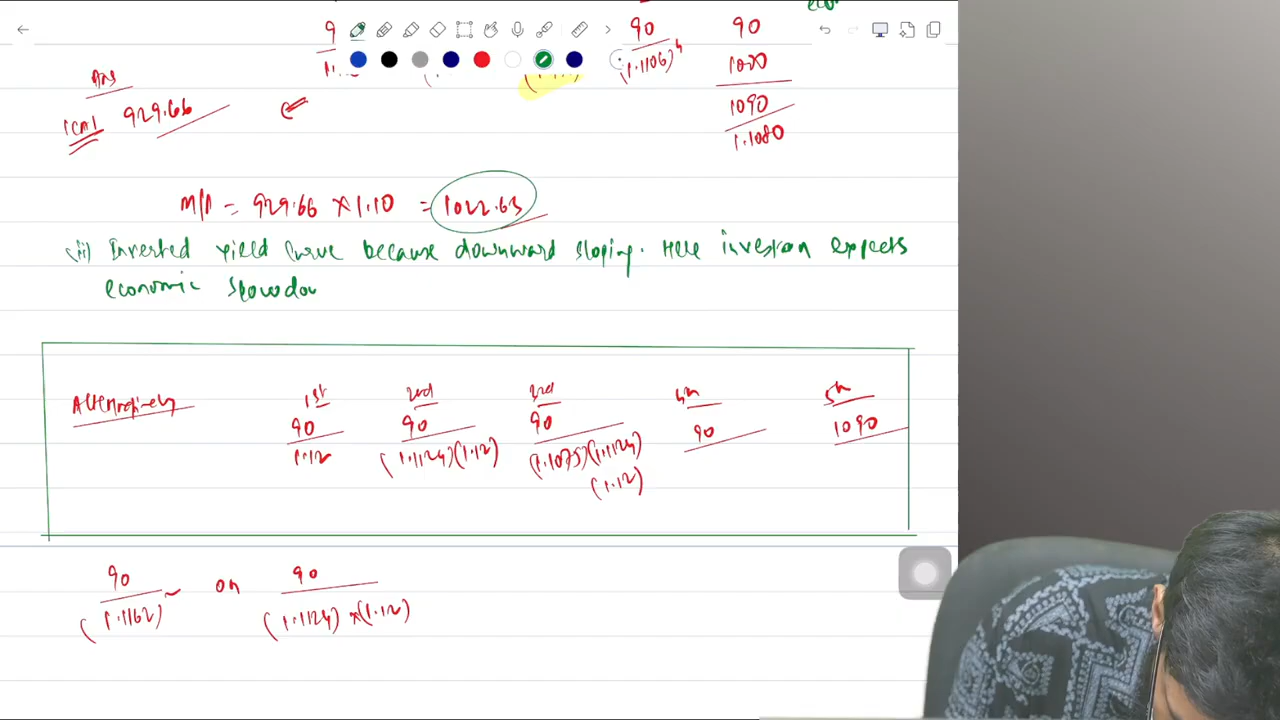 90
90
(1.1106)⁴
1000
Ans
1090
ICAI 929.66
1.1080
M/P = 929.66 × 1.10 = 1022.63
(ii) Inverted yield curve because downward sloping. Here investors expects
economic slowdow
Alternatively
1st 2nd 3rd 4th 5th
90 90 90 90 1090
1.12 (1.1124)(1.12) (1.1075)(1.1124)
(1.12)
90 or 90
(1.1162)² (1.1124) ×(1.12)